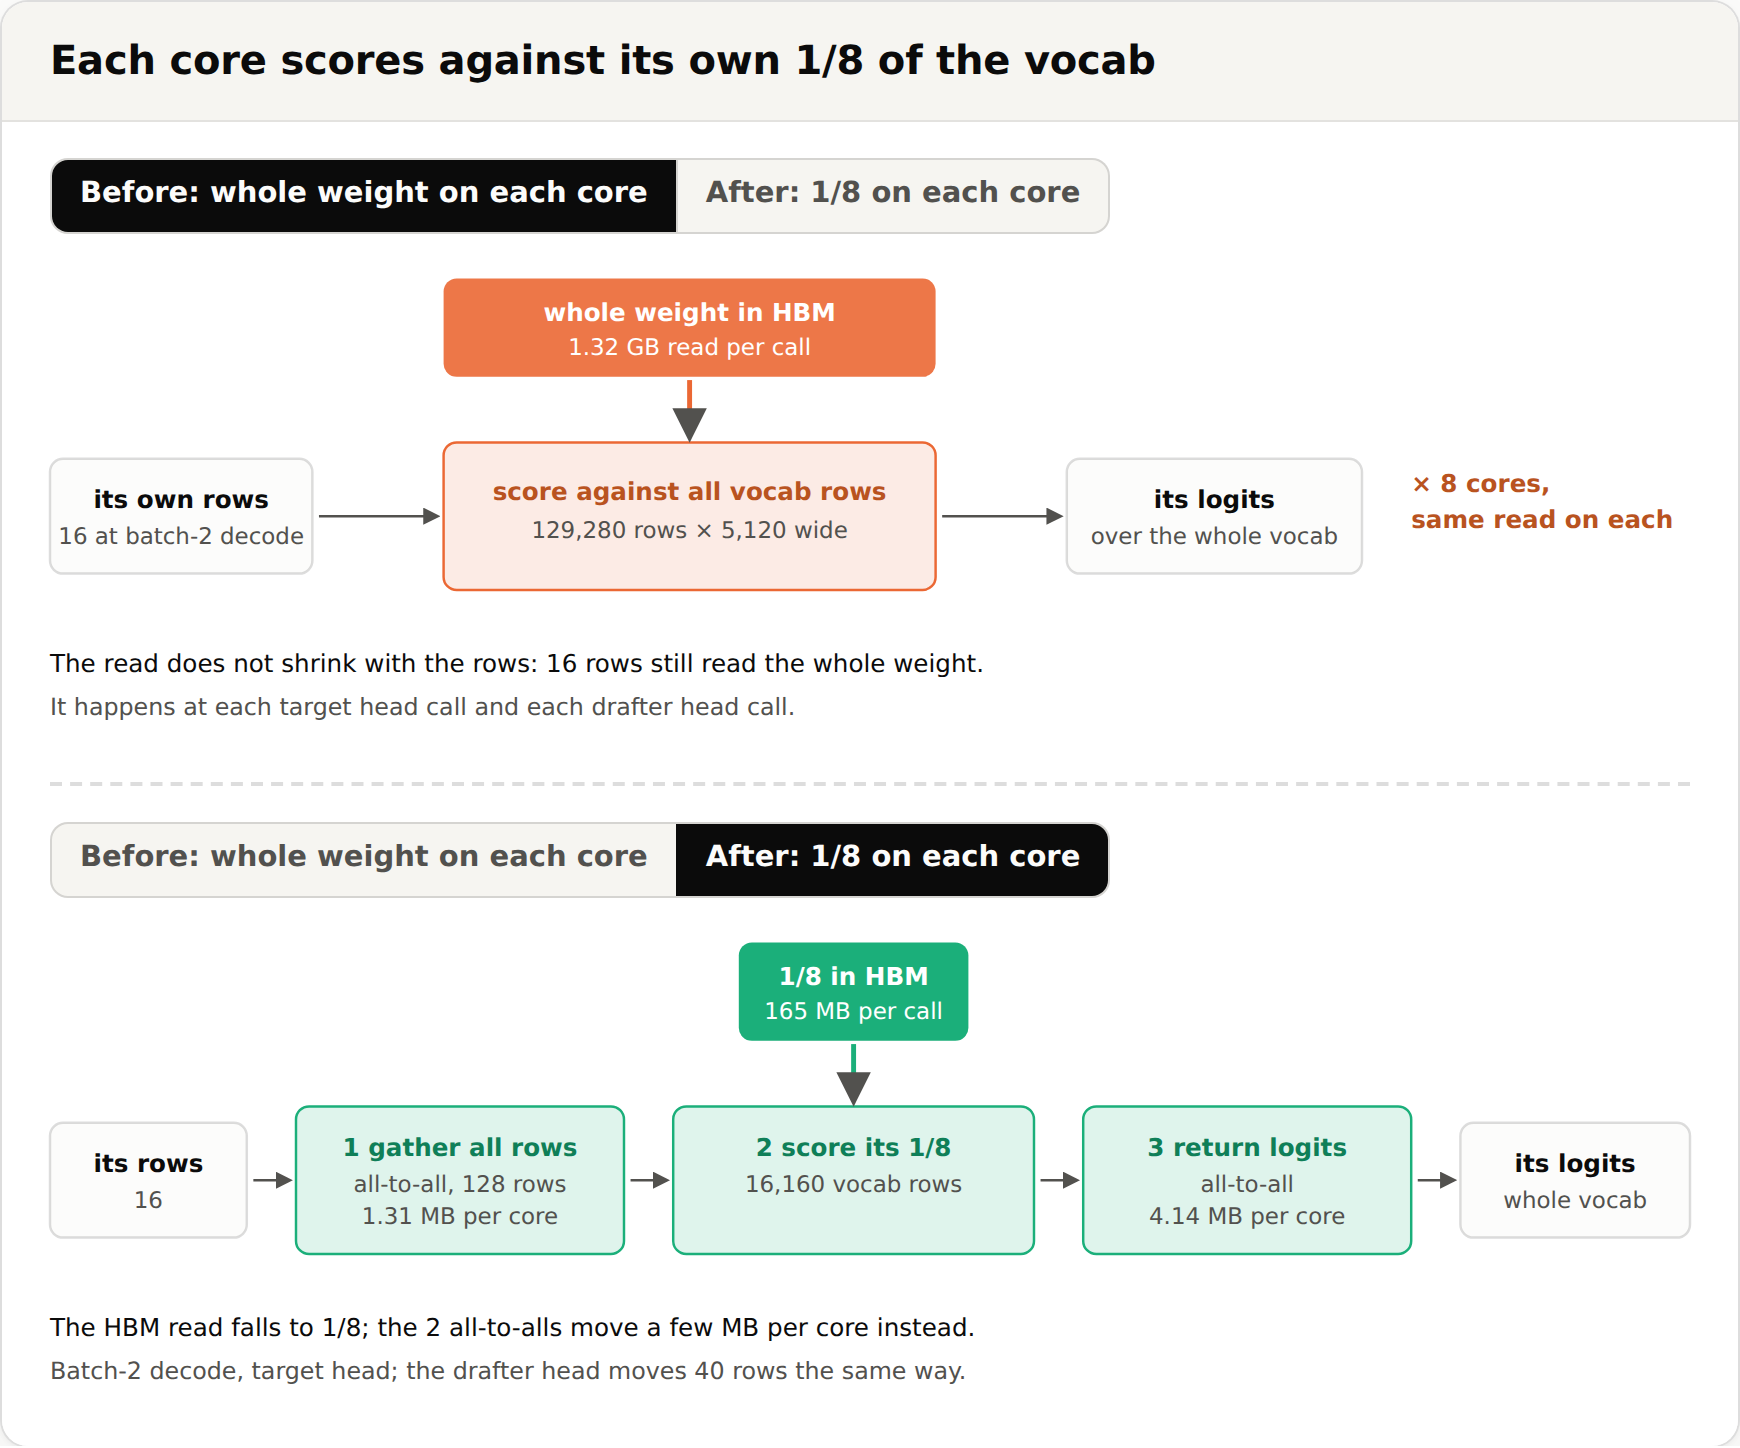 Each core scores against its own 1/8 of the vocab
Before: whole weight on each core
After: 1/8 on each core
whole weight in HBM
1.32 GB read per call
its own rows
16 at batch-2 decode
score against all vocab rows
129,280 rows × 5,120 wide
its logits
over the whole vocab
× 8 cores,
same read on each
The read does not shrink with the rows: 16 rows still read the whole weight.
It happens at each target head call and each drafter head call.
Before: whole weight on each core
After: 1/8 on each core
1/8 in HBM
165 MB per call
its rows
16
1 gather all rows
all-to-all, 128 rows
1.31 MB per core
2 score its 1/8
16,160 vocab rows
3 return logits
all-to-all
4.14 MB per core
its logits
whole vocab
The HBM read falls to 1/8; the 2 all-to-alls move a few MB per core instead.
Batch-2 decode, target head; the drafter head moves 40 rows the same way.